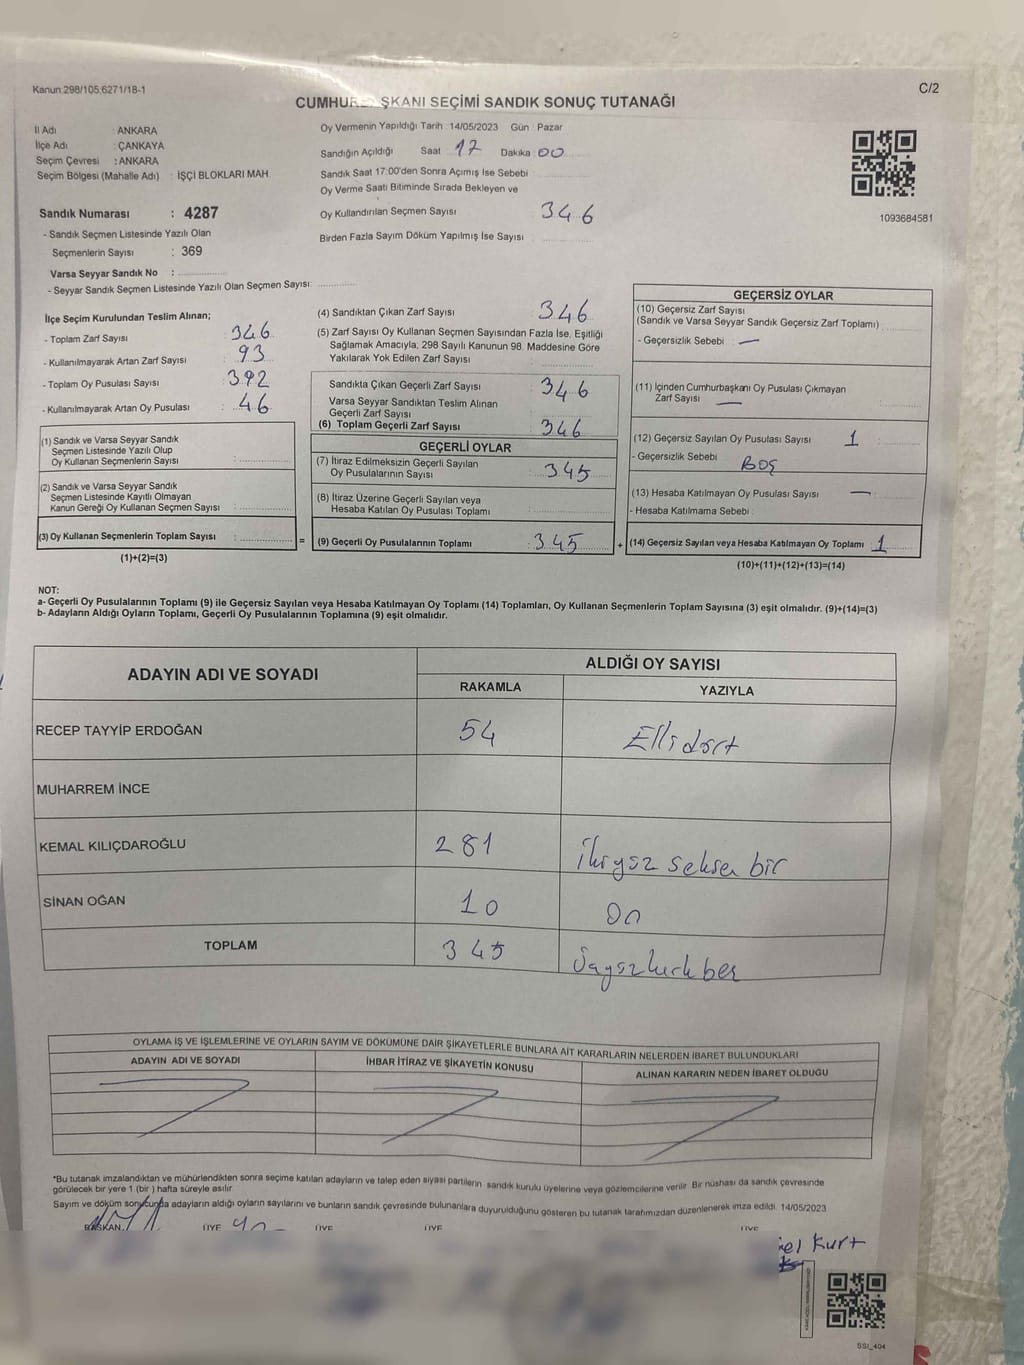 Kanun:298/105,6271/18-1
C/2
CUMHUR ŞKANI SEÇİMİ SANDIK SONUÇ TUTANAĞI
İl Adı : ANKARA
İlçe Adı : ÇANKAYA
Seçim Çevresi : ANKARA
Seçim Bölgesi (Mahalle Adı) : İŞÇİ BLOKLARI MAH
Oy Vermenin Yapıldığı Tarih 14/05/2023 Gün Pazar
Sandığın Açıldığı Saat 17 Dakika 00
Sandık Saat 17:00'den Sonra Açımış İse Sebebi
Oy Verme Saati Bitiminde Sırada Bekleyen ve
Oy Kullandırılan Seçmen Sayısı 346
Birden Fazla Sayım Döküm Yapılmış İse Sayısı
1093684581
Sandık Numarası : 4287
- Sandık Seçmen Listesinde Yazılı Olan
Seçmenlerin Sayısı : 369
Varsa Seyyar Sandık No :
- Seyyar Sandık Seçmen Listesinde Yazılı Olan Seçmen Sayısı:
İlçe Seçim Kurulundan Teslim Alınan;
- Toplam Zarf Sayısı : 346
- Kullanılmayarak Artan Zarf Sayısı : 93
- Toplam Oy Pusulası Sayısı : 392
- Kullanılmayarak Artan Oy Pusulası : 46
(1) Sandık ve Varsa Seyyar Sandık
Seçmen Listesinde Yazılı Olup
Oy Kullanan Seçmenlerin Sayısı :
(2) Sandık ve Varsa Seyyar Sandık
Seçmen Listesinde Kayıtlı Olmayan
Kanun Gereği Oy Kullanan Seçmen Sayısı :
(3) Oy Kullanan Seçmenlerin Toplam Sayısı : =
(1)+(2)=(3)
(4) Sandıktan Çıkan Zarf Sayısı 346
(5) Zarf Sayısı Oy Kullanan Seçmen Sayısından Fazla İse, Eşitliği
Sağlamak Amacıyla, 298 Sayılı Kanunun 98. Maddesine Göre
Yakılarak Yok Edilen Zarf Sayısı
Sandıkta Çıkan Geçerli Zarf Sayısı 346
Varsa Seyyar Sandıktan Teslim Alınan
Geçerli Zarf Sayısı
(6) Toplam Geçerli Zarf Sayısı 346
GEÇERLİ OYLAR
(7) İtiraz Edilmeksizin Geçerli Sayılan
Oy Pusulalarının Sayısı 345
(8) İtiraz Üzerine Geçerli Sayılan veya
Hesaba Katılan Oy Pusulası Toplamı
(9) Geçerli Oy Pusulalarının Toplamı : 345 +
GEÇERSİZ OYLAR
(10) Geçersiz Zarf Sayısı
(Sandık ve Varsa Seyyar Sandık Geçersiz Zarf Toplamı)
- Geçersizlik Sebebi : —
(11) İçinden Cumhurbaşkanı Oy Pusulası Çıkmayan
Zarf Sayısı —
(12) Geçersiz Sayılan Oy Pusulası Sayısı 1
- Geçersizlik Sebebi BOŞ
(13) Hesaba Katılmayan Oy Pusulası Sayısı —
- Hesaba Katılmama Sebebi :
(14) Geçersiz Sayılan veya Hesaba Katılmayan Oy Toplamı : 1
(10)+(11)+(12)+(13)=(14)
NOT:
a- Geçerli Oy Pusulalarının Toplamı (9) ile Geçersiz Sayılan veya Hesaba Katılmayan Oy Toplamı (14) Toplamları, Oy Kullanan Seçmenlerin Toplam Sayısına (3) eşit olmalıdır. (9)+(14)=(3)
b- Adayların Aldığı Oyların Toplamı, Geçerli Oy Pusulalarının Toplamına (9) eşit olmalıdır.
ADAYIN ADI VE SOYADI ALDIĞI OY SAYISI
RAKAMLA YAZIYLA
RECEP TAYYİP ERDOĞAN 54 Ellidört
MUHARREM İNCE
KEMAL KILIÇDAROĞLU 281 ikiyüz seksen bir
SİNAN OĞAN 10 On
TOPLAM 345 üçyüzkırkbeş
OYLAMA İŞ VE İŞLEMLERİNE VE OYLARIN SAYIM VE DÖKÜMÜNE DAİR ŞİKAYETLERLE BUNLARA AİT KARARLARIN NELERDEN İBARET BULUNDUKLARI
ADAYIN ADI VE SOYADI İHBAR İTİRAZ VE ŞİKAYETİN KONUSU ALINAN KARARIN NEDEN İBARET OLDUĞU
*Bu tutanak imzalandıktan ve mühürlendikten sonra seçime katılan adayların ve talep eden siyasi partilerin sandık kurulu üyelerine veya gözlemcilerine verilir. Bir nüshası da sandık çevresinde
görülecek bir yere 1 (bir) hafta süreyle asılır.
Sayım ve döküm sonucunda adayların aldığı oyların sayılarını ve bunların sandık çevresinde bulunanlara duyurulduğunu gösteren bu tutanak tarafımızdan düzenlenerek imza edildi. 14/05/2023
BAŞKAN ÜYE ÜYE ÜYE ÜYE
Kurt
SSI_404